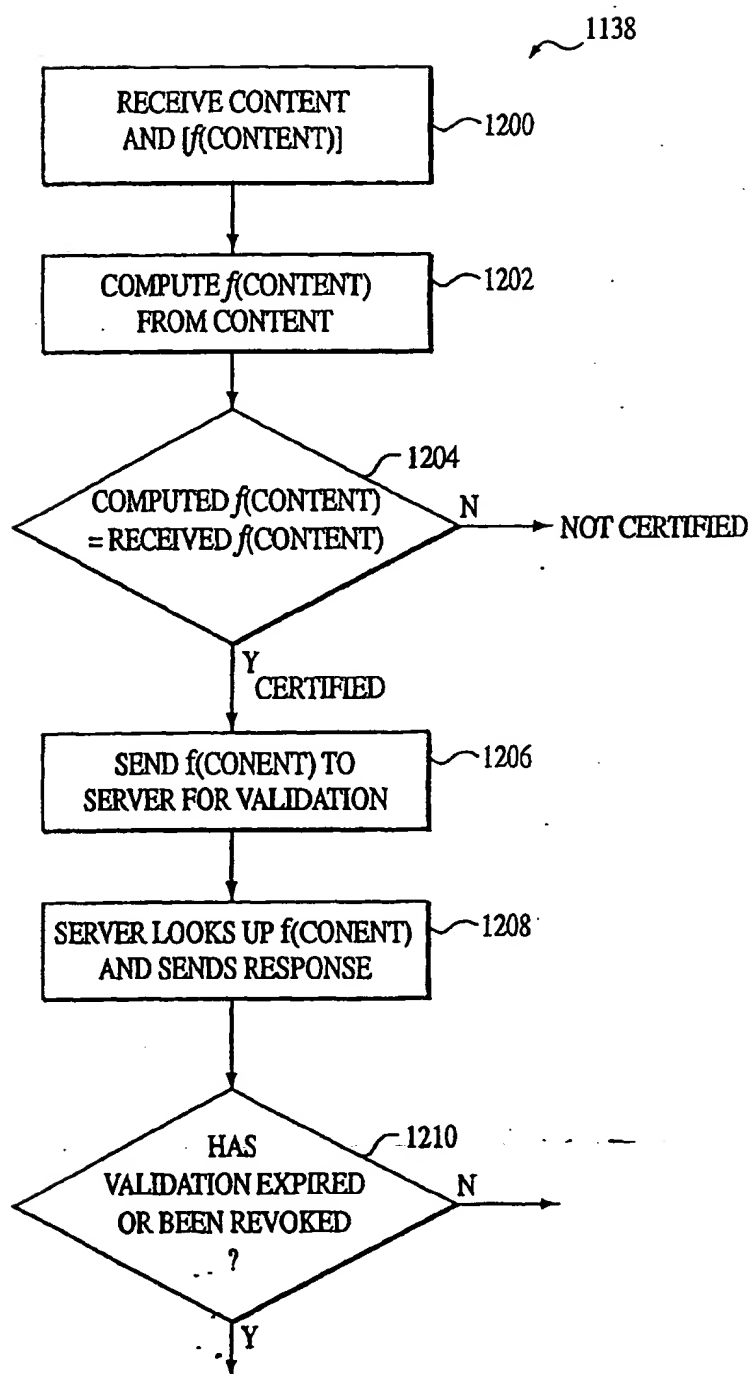 1138
RECEIVE CONTENT
AND [f(CONTENT)]
1200
COMPUTE f(CONTENT)
FROM CONTENT
1202
1204
COMPUTED f(CONTENT)
= RECEIVED f(CONTENT)
N
NOT CERTIFIED
Y
CERTIFIED
SEND f(CONENT) TO
SERVER FOR VALIDATION
1206
SERVER LOOKS UP f(CONENT)
AND SENDS RESPONSE
1208
1210
HAS
VALIDATION EXPIRED
OR BEEN REVOKED
?
N
Y